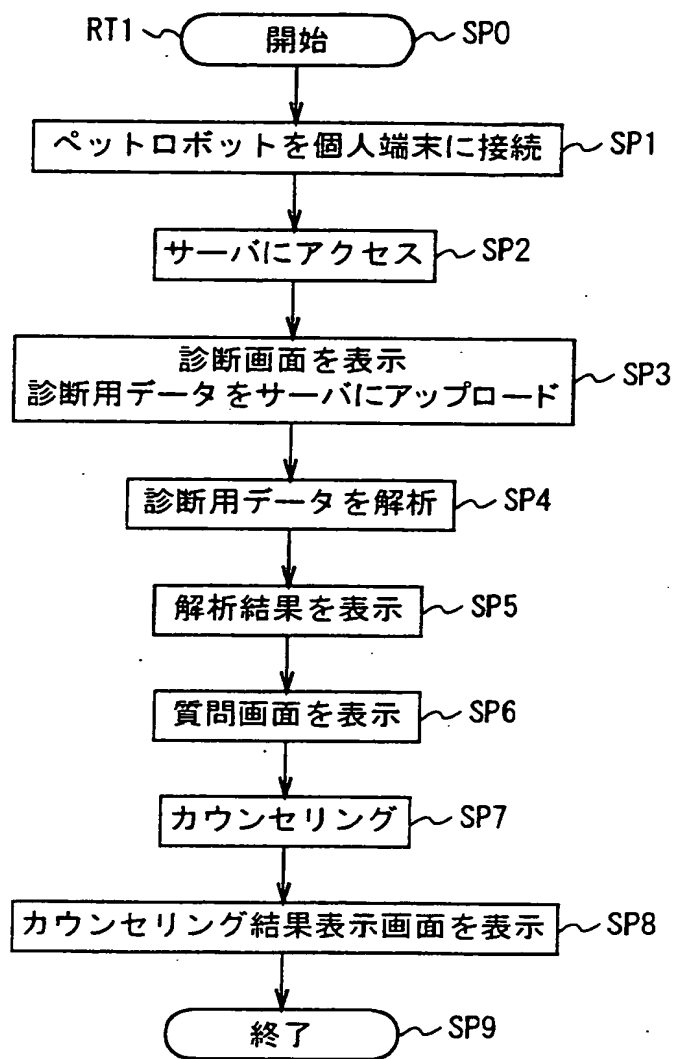 RT1 開始 SP0
ペットロボットを個人端末に接続 SP1
サーバにアクセス SP2
診断画面を表示
診断用データをサーバにアップロード SP3
診断用データを解析 SP4
解析結果を表示 SP5
質問画面を表示 SP6
カウンセリング SP7
カウンセリング結果表示画面を表示 SP8
終了 SP9